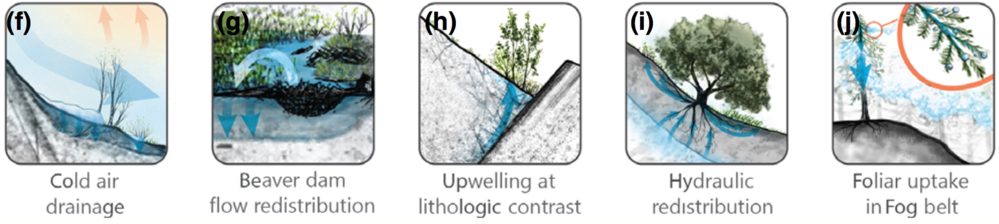 (f)
(g)
(h)
(i)
(j)
Cold air
drainage
Beaver dam
flow redistribution
Upwelling at
lithologic contrast
Hydraulic
redistribution
Foliar uptake
in Fog belt